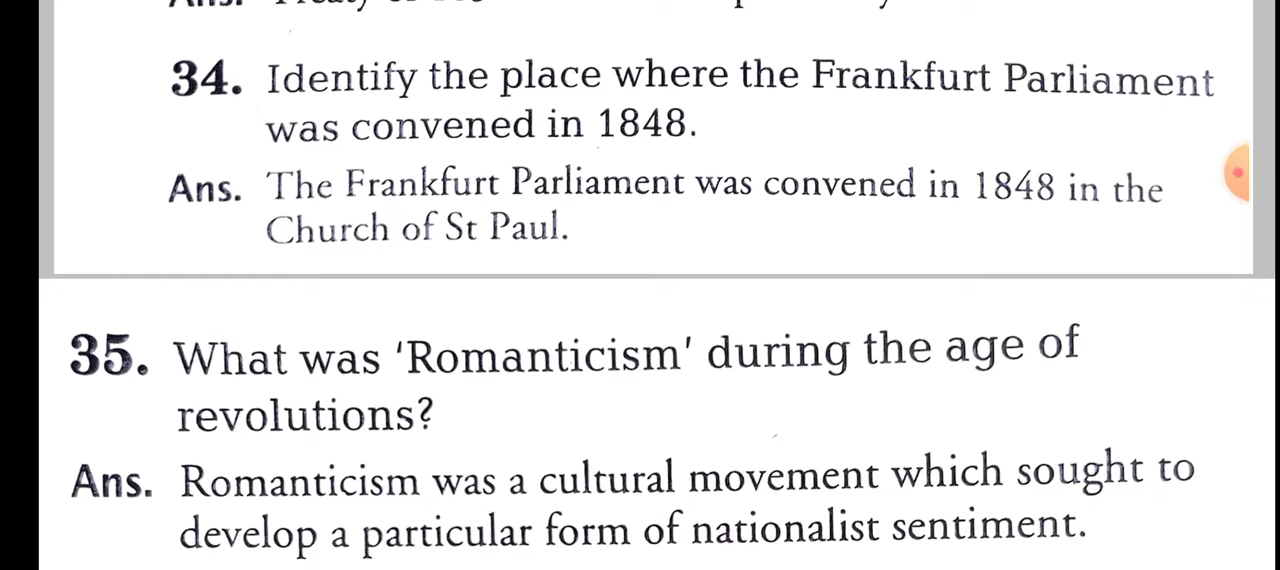 34. Identify the place where the Frankfurt Parliament
was convened in 1848.
Ans. The Frankfurt Parliament was convened in 1848 in the
Church of St Paul.
35. What was ‘Romanticism’ during the age of
revolutions?
Ans. Romanticism was a cultural movement which sought to
develop a particular form of nationalist sentiment.